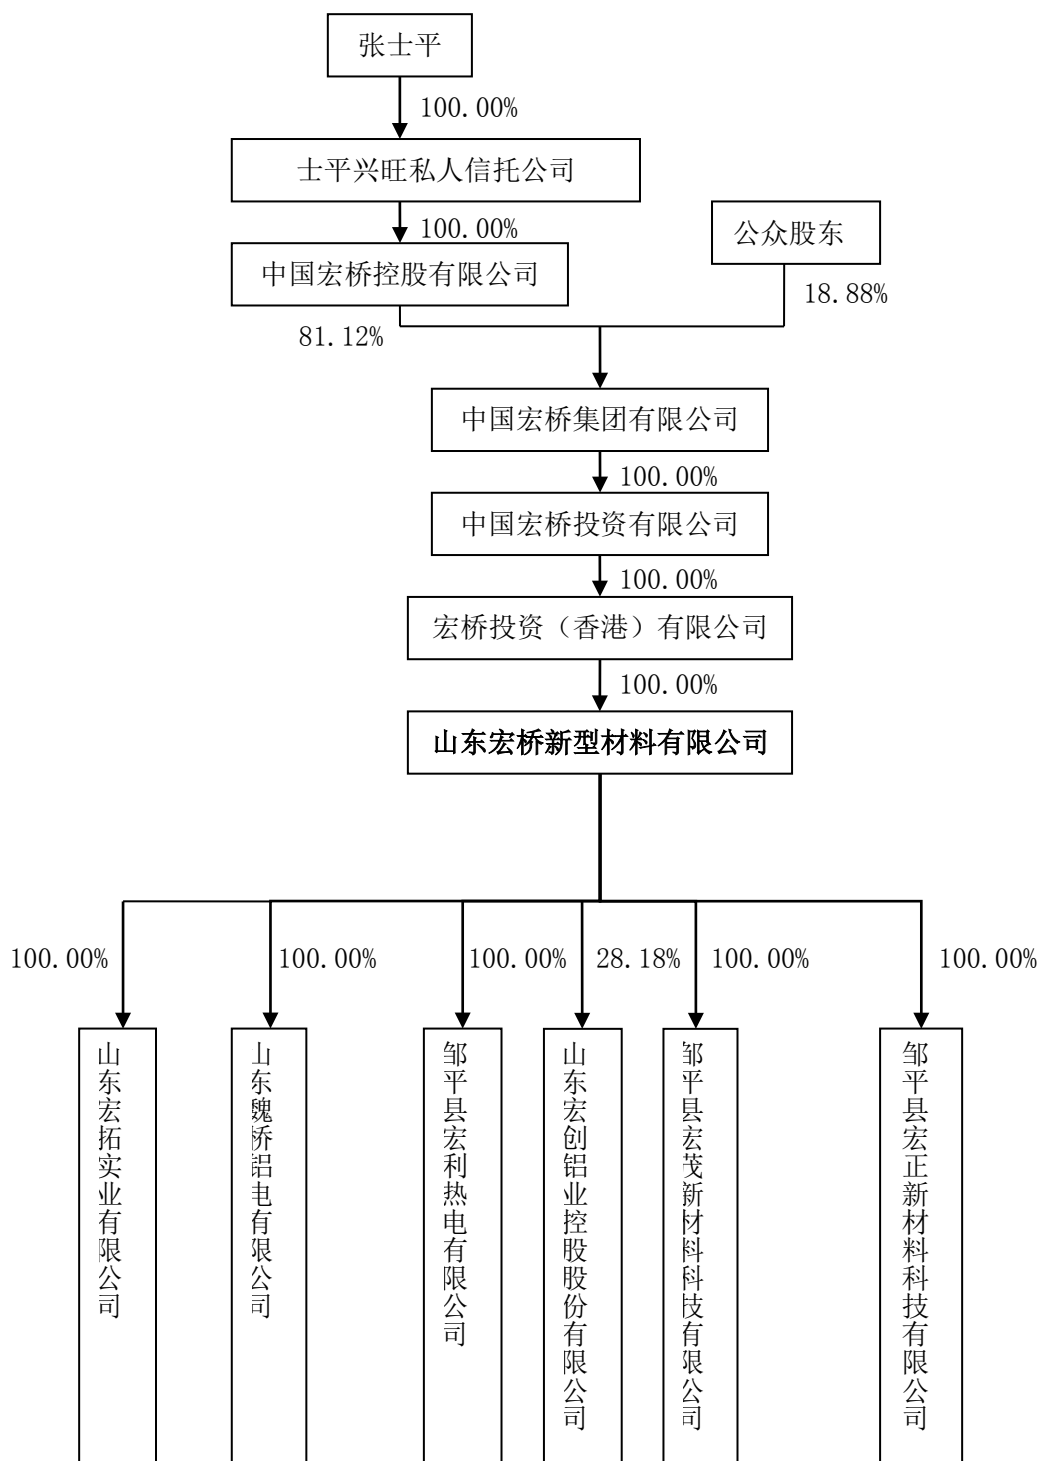 张士平
100.00%
士平兴旺私人信托公司
100.00%
公众股东
中国宏桥控股有限公司
18.88%
81.12%
中国宏桥集团有限公司
100.00%
中国宏桥投资有限公司
100.00%
宏桥投资（香港）有限公司
100.00%
山东宏桥新型材料有限公司
100.00%
100.00%
100.00%
28.18%
100.00%
100.00%
山东宏拓实业有限公司
山东魏桥铝电有限公司
邹平县宏利热电有限公司
山东宏创铝业控股股份有限公司
邹平县宏茂新材料科技有限公司
邹平县宏正新材料科技有限公司